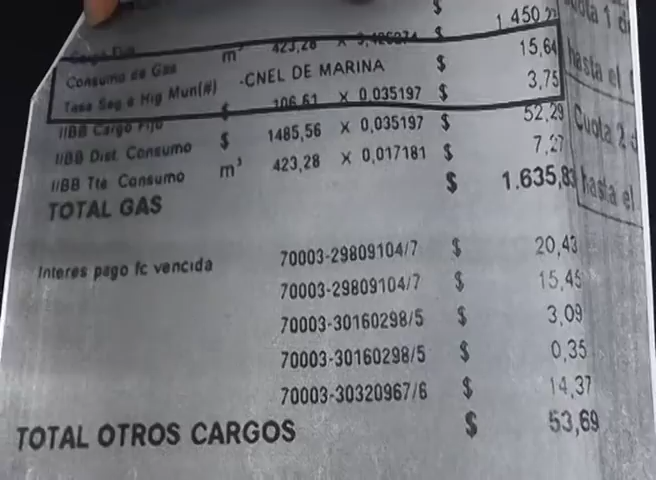 $
Cargo Fijo
Consumo de Gas m³ 423,28 X $ 1.450,22
Tasa Seg e Hig Mun(#) -CNEL DE MARINA $ 15,64
IIBB Cargo Fijo $ 106,61 X 0,035197 $ 3,75
IIBB Dist. Consumo $ 1485,56 X 0,035197 $ 52,29
IIBB Tte. Consumo m³ 423,28 X 0,017181 $ 7,27
TOTAL GAS $ 1.635,83
Interes pago fc vencida 70003-29809104/7 $ 20,43
70003-29809104/7 $ 15,45
70003-30160298/5 $ 3,09
70003-30160298/5 $ 0,35
70003-30320967/6 $ 14,37
TOTAL OTROS CARGOS $ 53,69
Cuota 1 d
hasta el
Cuota 2 d
hasta el